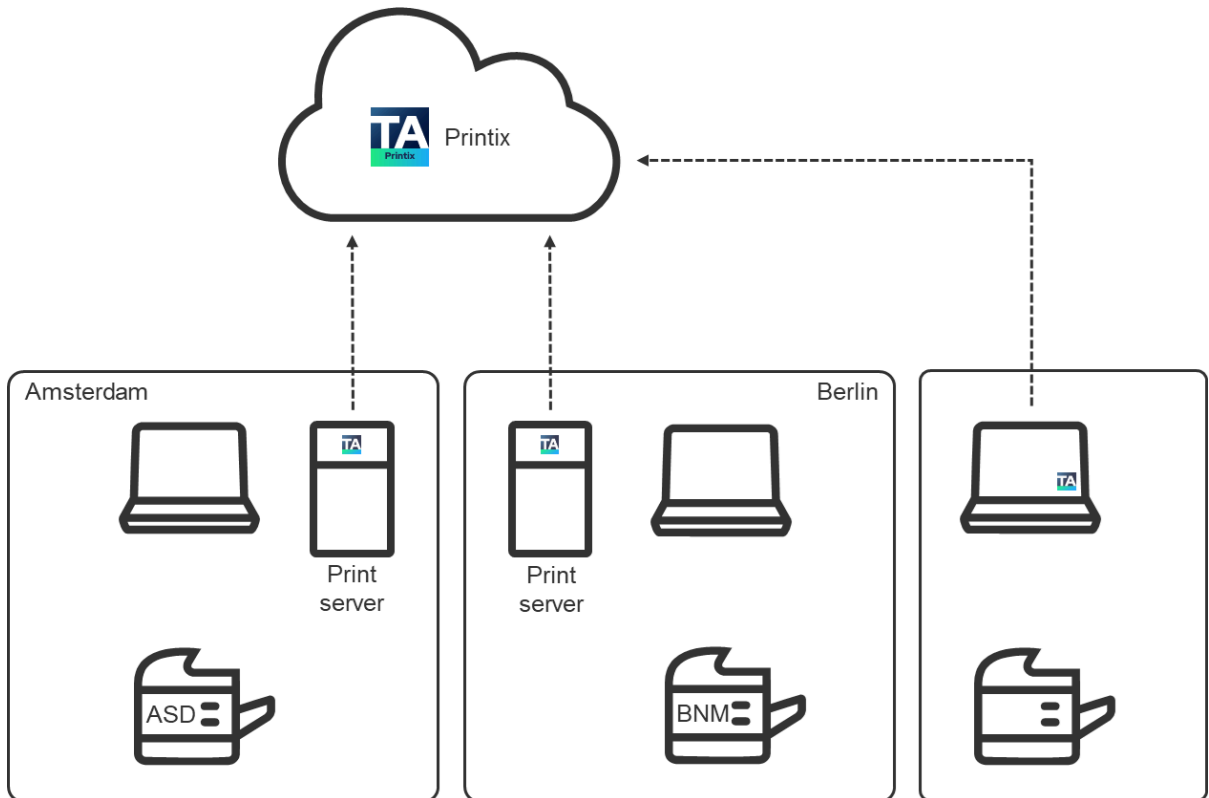 TA
Printix
Printix
Amsterdam
Berlin
TA
TA
TA
Print
server
Print
server
ASD
BNM